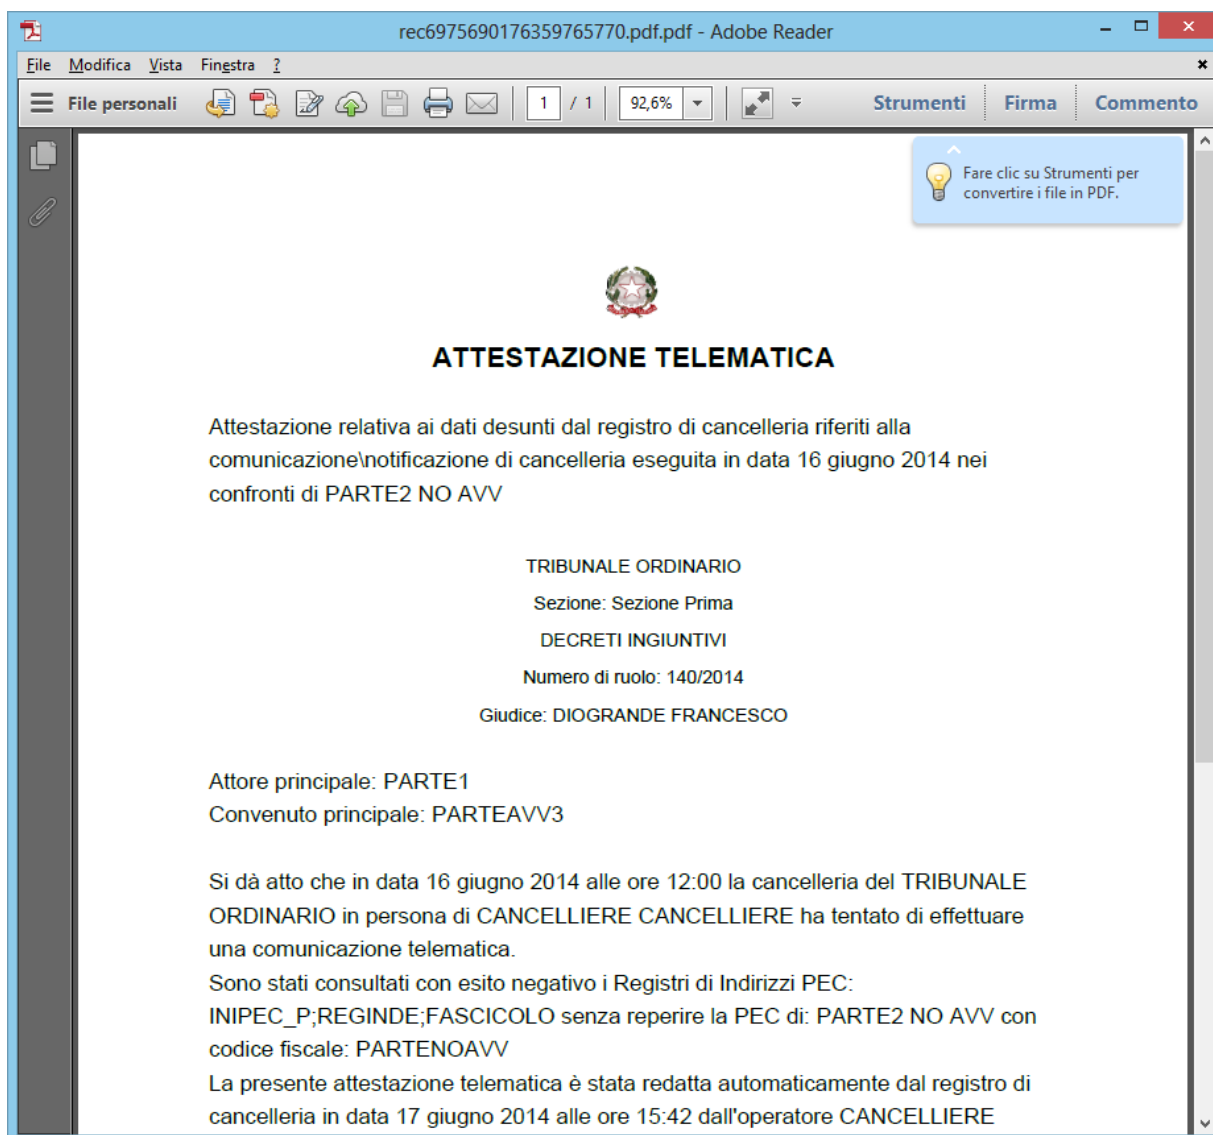 rec6975690176359765770.pdf.pdf - Adobe Reader
File Modifica Vista Finestra ?
File personali 1 / 1 92,6% Strumenti Firma Commento
Fare clic su Strumenti per
convertire i file in PDF.
ATTESTAZIONE TELEMATICA
Attestazione relativa ai dati desunti dal registro di cancelleria riferiti alla
comunicazione\notificazione di cancelleria eseguita in data 16 giugno 2014 nei
confronti di PARTE2 NO AVV
TRIBUNALE ORDINARIO
Sezione: Sezione Prima
DECRETI INGIUNTIVI
Numero di ruolo: 140/2014
Giudice: DIOGRANDE FRANCESCO
Attore principale: PARTE1
Convenuto principale: PARTEAVV3
Si dà atto che in data 16 giugno 2014 alle ore 12:00 la cancelleria del TRIBUNALE
ORDINARIO in persona di CANCELLIERE CANCELLIERE ha tentato di effettuare
una comunicazione telematica.
Sono stati consultati con esito negativo i Registri di Indirizzi PEC:
INIPEC_P;REGINDE;FASCICOLO senza reperire la PEC di: PARTE2 NO AVV con
codice fiscale: PARTENOAVV
La presente attestazione telematica è stata redatta automaticamente dal registro di
cancelleria in data 17 giugno 2014 alle ore 15:42 dall'operatore CANCELLIERE